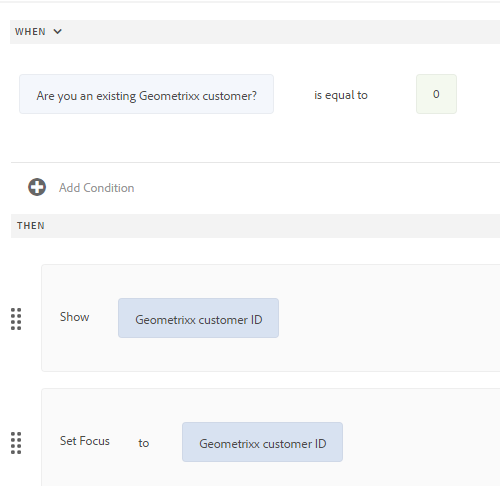 WHEN
Are you an existing Geometrixx customer? is equal to 0
Add Condition
THEN
Show Geometrixx customer ID
Set Focus to Geometrixx customer ID